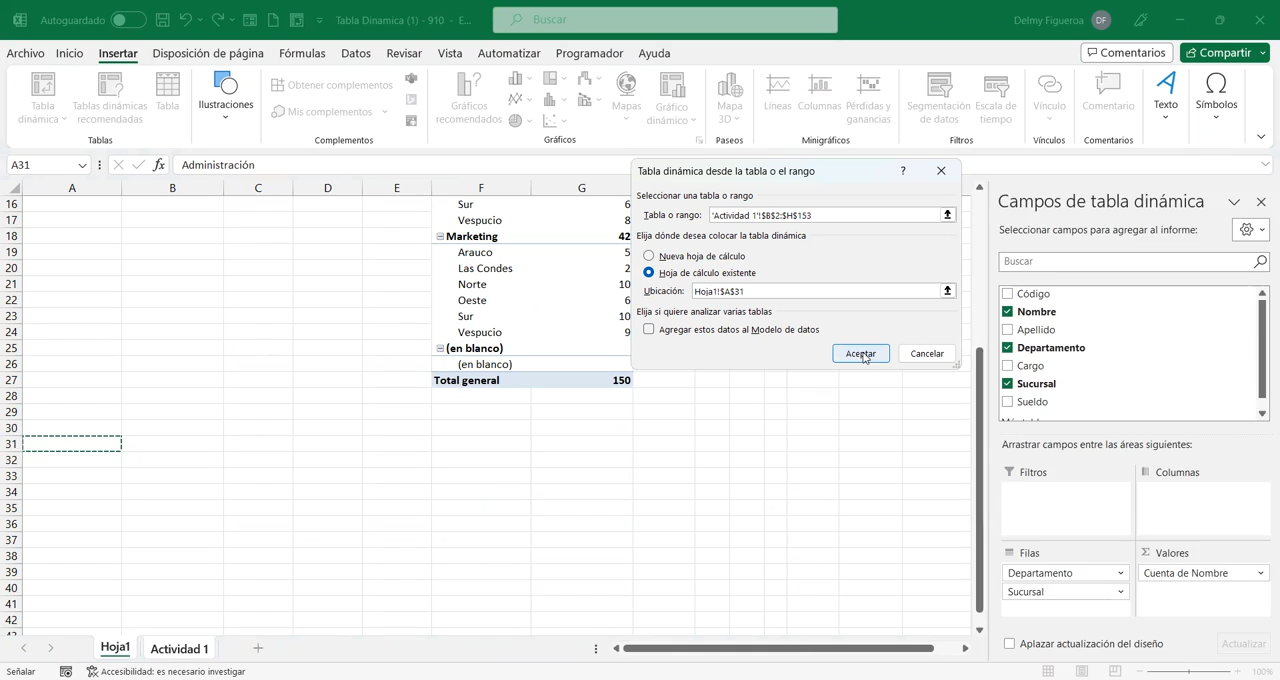 Autoguardado
Tabla Dinamica (1) - 910 - E...
Buscar
Delmy Figueroa DF
Archivo Inicio Insertar Disposición de página Fórmulas Datos Revisar Vista Automatizar Programador Ayuda
Comentarios Compartir
Tabla dinámica
Tablas dinámicas recomendadas
Tabla
Tablas
Ilustraciones
Obtener complementos
Mis complementos
Complementos
Gráficos recomendados
Mapas
Gráfico dinámico
Gráficos
Mapa 3D
Paseos
Líneas
Columnas
Pérdidas y ganancias
Minigráficos
Segmentación de datos
Escala de tiempo
Filtros
Vínculo
Vínculos
Comentario
Comentarios
Texto
Símbolos
A31 fx Administración
A B C D E F G
16 Sur 6
17 Vespucio 8
18 Marketing 42
19 Arauco 5
20 Las Condes 2
21 Norte 10
22 Oeste 6
23 Sur 10
24 Vespucio 9
25 (en blanco)
26 (en blanco)
27 Total general 150
28
29
30
31
32
33
34
35
36
37
38
39
40
41
42
Tabla dinámica desde la tabla o el rango ?
Seleccionar una tabla o rango
Tabla o rango: 'Actividad 1'!$B$2:$H$153
Elija dónde desea colocar la tabla dinámica
Nueva hoja de cálculo
Hoja de cálculo existente
Ubicación: Hoja1!$A$31
Elija si quiere analizar varias tablas
Agregar estos datos al Modelo de datos
Aceptar Cancelar
Campos de tabla dinámica
Seleccionar campos para agregar al informe:
Buscar
Código
Nombre
Apellido
Departamento
Cargo
Sucursal
Sueldo
Arrastrar campos entre las áreas siguientes:
Filtros Columnas
Filas Σ Valores
Departamento Cuenta de Nombre
Sucursal
Aplazar actualización del diseño Actualizar
Hoja1 Actividad 1
Señalar Accesibilidad: es necesario investigar
100%